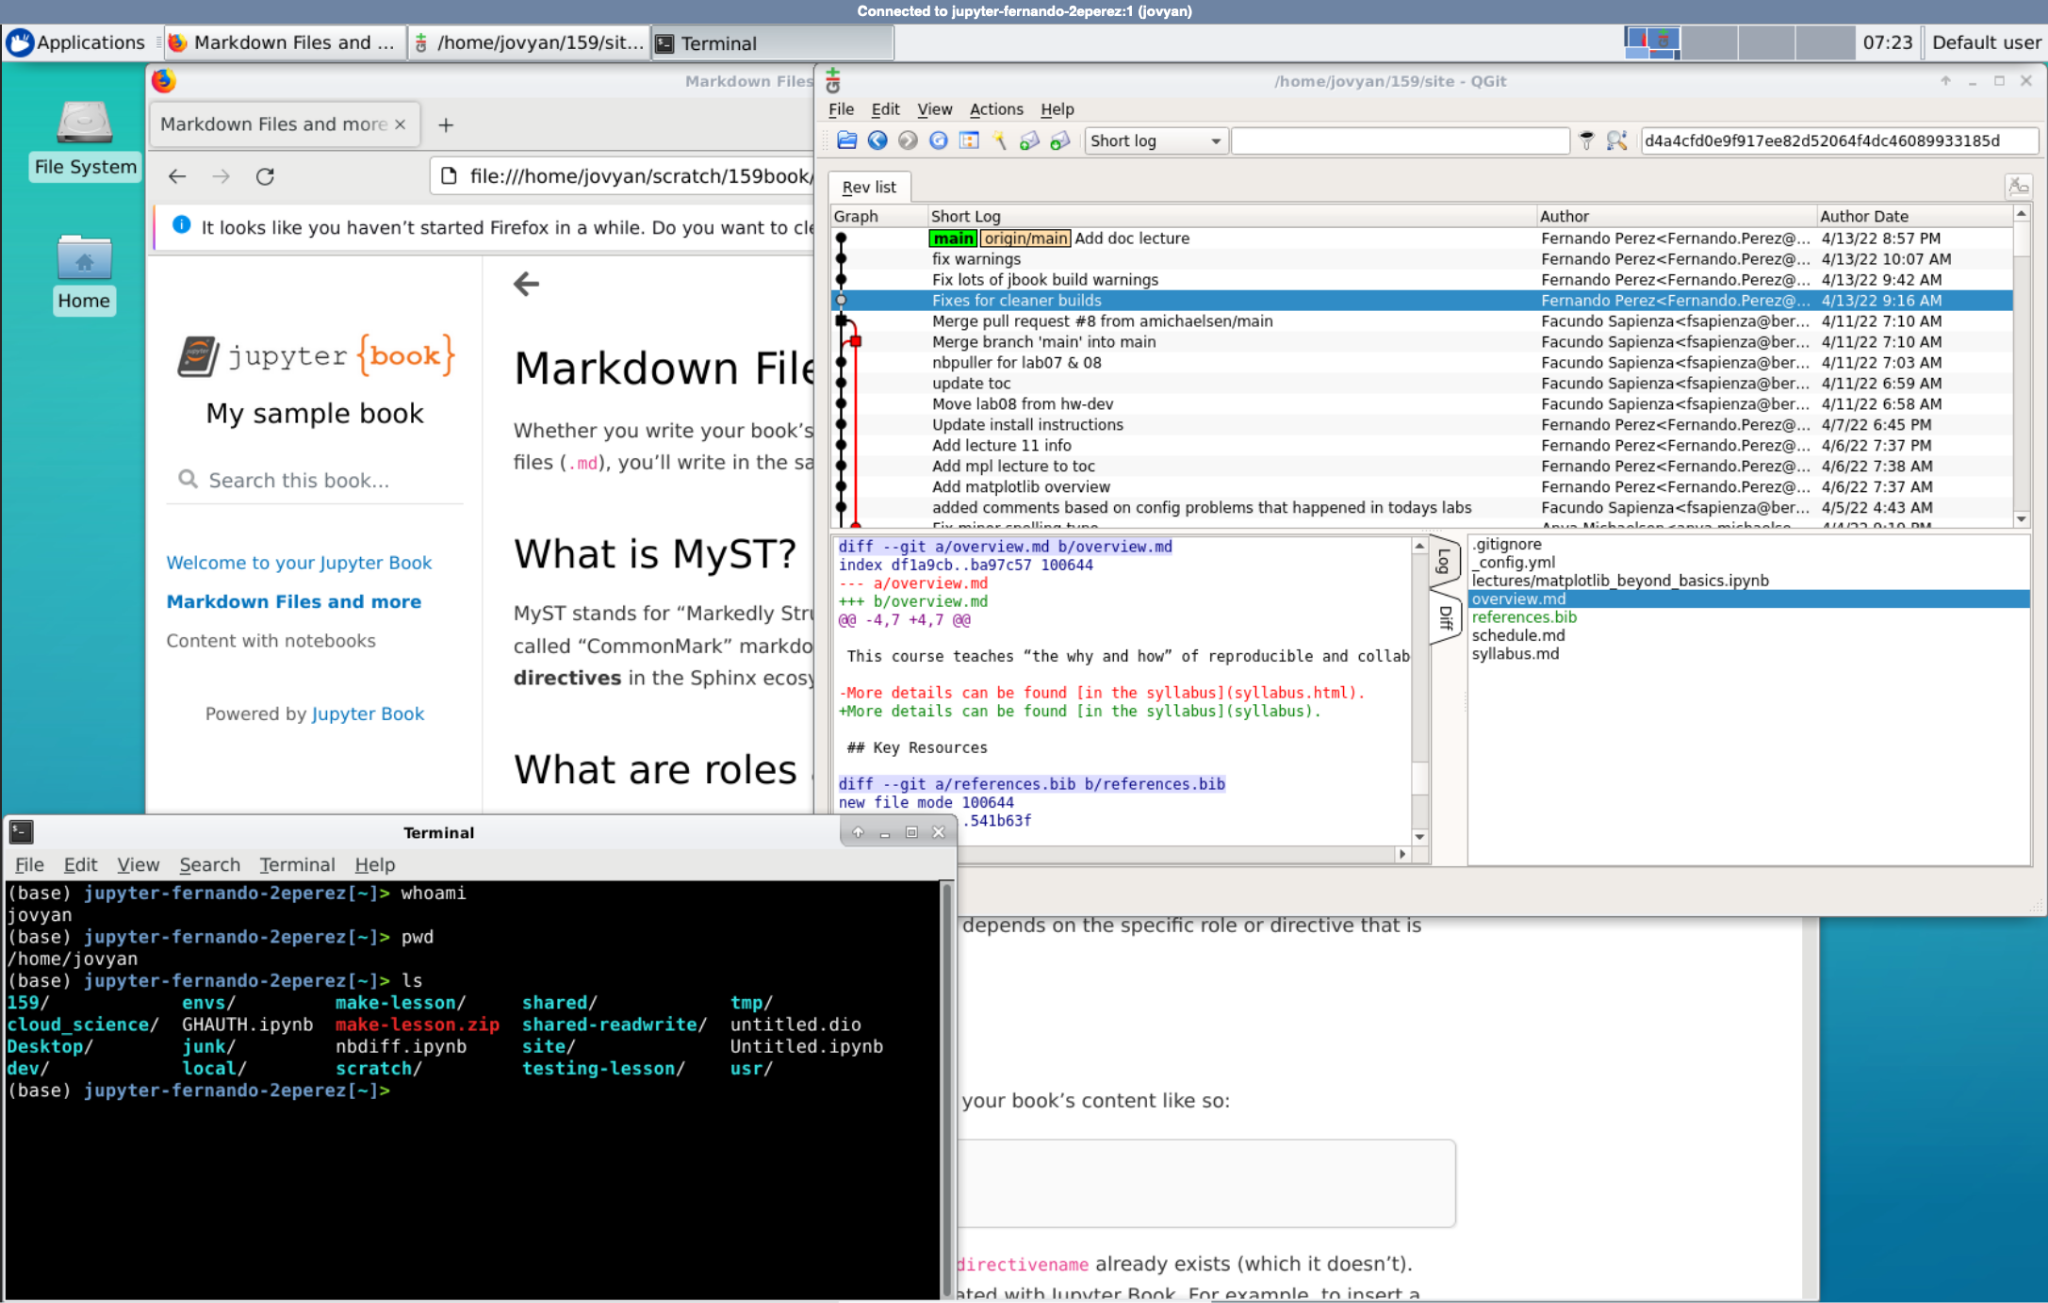 Connected to jupyter-fernando-2eperez:1 (jovyan)
Applications
Markdown Files and ...
/home/jovyan/159/sit...
Terminal
07:23
Default user
File System
Home
Markdown Files
Markdown Files and more
file:///home/jovyan/scratch/159book/
It looks like you haven't started Firefox in a while. Do you want to cle
jupyter {book}
My sample book
Search this book...
Welcome to your Jupyter Book
Markdown Files and more
Content with notebooks
Powered by Jupyter Book
Markdown File
Whether you write your book's
files (.md), you'll write in the sa
What is MyST?
MyST stands for “Markedly Stru
called “CommonMark” markdo
directives in the Sphinx ecosy
What are roles
/home/jovyan/159/site - QGit
File Edit View Actions Help
Short log
d4a4cfd0e9f917ee82d52064f4dc46089933185d
Rev list
Graph Short Log Author Author Date
main origin/main Add doc lecture Fernando Perez<Fernando.Perez@... 4/13/22 8:57 PM
fix warnings Fernando Perez<Fernando.Perez@... 4/13/22 10:07 AM
Fix lots of jbook build warnings Fernando Perez<Fernando.Perez@... 4/13/22 9:42 AM
Fixes for cleaner builds Fernando Perez<Fernando.Perez@... 4/13/22 9:16 AM
Merge pull request #8 from amichaelsen/main Facundo Sapienza<fsapienza@ber... 4/11/22 7:10 AM
Merge branch 'main' into main Facundo Sapienza<fsapienza@ber... 4/11/22 7:10 AM
nbpuller for lab07 & 08 Facundo Sapienza<fsapienza@ber... 4/11/22 7:03 AM
update toc Facundo Sapienza<fsapienza@ber... 4/11/22 6:59 AM
Move lab08 from hw-dev Facundo Sapienza<fsapienza@ber... 4/11/22 6:58 AM
Update install instructions Fernando Perez<Fernando.Perez@... 4/7/22 6:45 PM
Add lecture 11 info Fernando Perez<Fernando.Perez@... 4/6/22 7:37 PM
Add mpl lecture to toc Fernando Perez<Fernando.Perez@... 4/6/22 7:38 AM
Add matplotlib overview Fernando Perez<Fernando.Perez@... 4/6/22 7:37 AM
added comments based on config problems that happened in todays labs Facundo Sapienza<fsapienza@ber... 4/5/22 4:43 AM
diff --git a/overview.md b/overview.md
index df1a9cb..ba97c57 100644
--- a/overview.md
+++ b/overview.md
@@ -4,7 +4,7 @@
This course teaches “the why and how” of reproducible and collab
-More details can be found [in the syllabus](syllabus.html).
+More details can be found [in the syllabus](syllabus).
## Key Resources
diff --git a/references.bib b/references.bib
new file mode 100644
.541b63f
Log
Diff
.gitignore
_config.yml
lectures/matplotlib_beyond_basics.ipynb
overview.md
references.bib
schedule.md
syllabus.md
Terminal
File Edit View Search Terminal Help
(base) jupyter-fernando-2eperez[~]> whoami
jovyan
(base) jupyter-fernando-2eperez[~]> pwd
/home/jovyan
(base) jupyter-fernando-2eperez[~]> ls
159/ envs/ make-lesson/ shared/ tmp/
cloud_science/ GHAUTH.ipynb make-lesson.zip shared-readwrite/ untitled.dio
Desktop/ junk/ nbdiff.ipynb site/ Untitled.ipynb
dev/ local/ scratch/ testing-lesson/ usr/
(base) jupyter-fernando-2eperez[~]>
depends on the specific role or directive that is
your book's content like so:
directivename already exists (which it doesn't).
ated with Jupyter Book. For example, to insert a